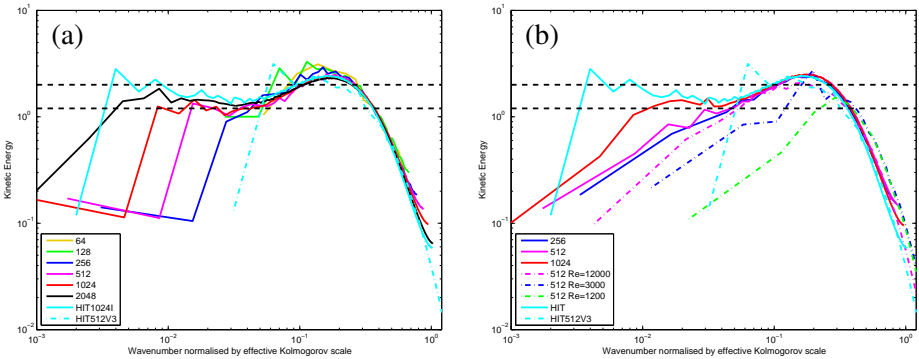 (a)
10^1
10^0
10^-1
10^-2
Kinetic Energy
64
128
256
512
1024
2048
HIT1024I
HIT512V3
10^-3
10^-2
10^-1
10^0
Wavenumber normalised by effective Kolmogorov scale
(b)
10^1
10^0
10^-1
10^-2
Kinetic Energy
256
512
1024
512 Re=12000
512 Re=3000
512 Re=1200
HIT
HIT512V3
10^-3
10^-2
10^-1
10^0
Wavenumber normalised by effective Kolmogorov scale